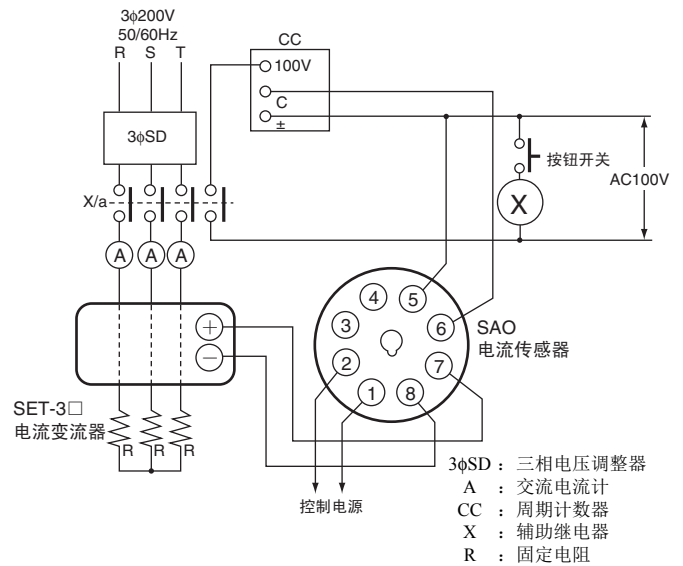 3φ200V
50/60Hz
R S T
CC
100V
C
±
3φSD
按钮开关
AC100V
X/a
X
A A A
4 5
3 6
2 7
1 8
SAO
电流传感器
+
−
SET-3□
电流变流器
R R R
控制电源
3φSD : 三相电压调整器
A : 交流电流计
CC : 周期计数器
X : 辅助继电器
R : 固定电阻